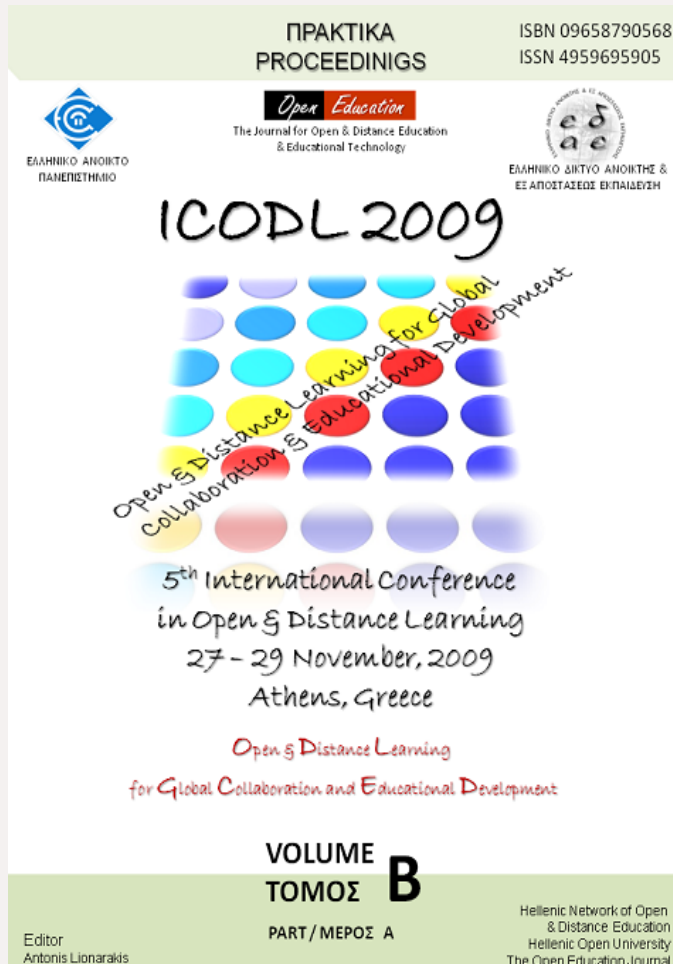 ΠΡΑΚΤΙΚΑ
PROCEEDINIGS
ISBN 09658790568
ISSN 4959695905
ΕΛΛΗΝΙΚΟ ΑΝΟΙΚΤΟ
ΠΑΝΕΠΙΣΤΗΜΙΟ
Open Education
The Journal for Open & Distance Education
& Educational Technology
ΕΛΛΗΝΙΚΟ ΔΙΚΤΥΟ ΑΝΟΙΚΤΗΣ &
ΕΞ ΑΠΟΣΤΑΣΕΩΣ ΕΚΠΑΙΔΕΥΣΗ
ICODL 2009
Open & Distance Learning for Global
Collaboration & Educational Development
5th International Conference
in Open & Distance Learning
27 – 29 November, 2009
Athens, Greece
Open & Distance Learning
for Global Collaboration and Educational Development
VOLUME
ΤΟΜΟΣ B
PART / ΜΕΡΟΣ A
Editor
Antonis Lionarakis
Hellenic Network of Open
& Distance Education
Hellenic Open University
The Open Education Journal